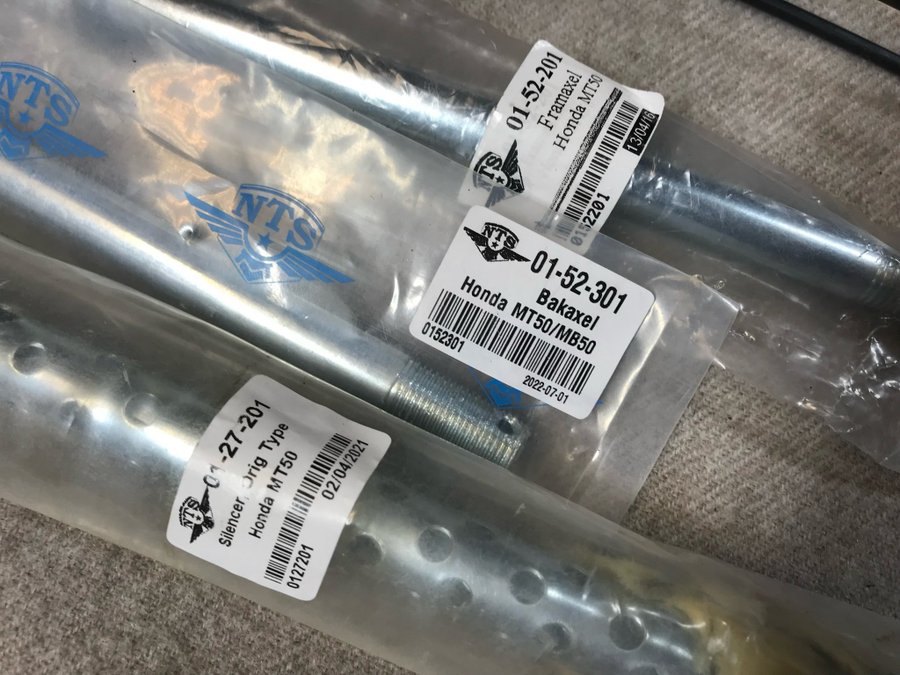 NTS
01-52-201
Framaxel
Honda MT50
13/04/16
0152201
NTS
NTS
NTS
01-52-301
Bakaxel
Honda MT50/MB50
0152301
2022-07-01
01-27-201
Silencer, Orig Type
Honda MT50
02/04/2021
0127201
NTS